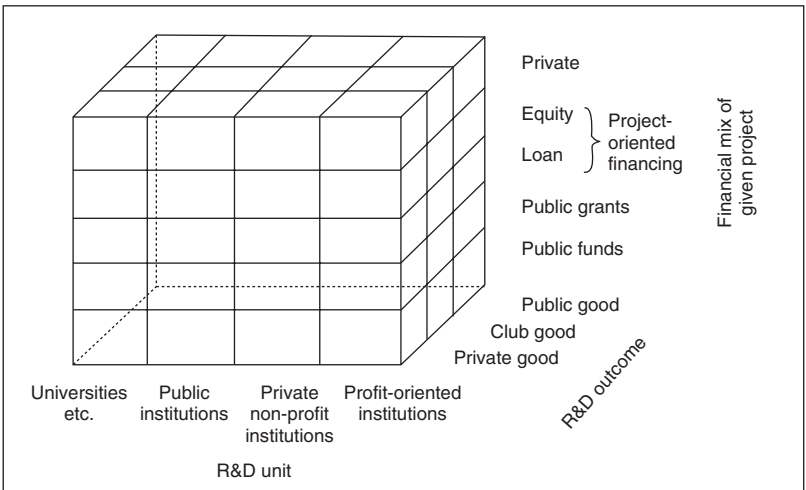 Private
Equity
Loan
Project-
oriented
financing
Public grants
Public funds
Financial mix of
given project
Public good
Club good
Private good
R&D outcome
Universities
etc.
Public
institutions
Private
non-profit
institutions
Profit-oriented
institutions
R&D unit